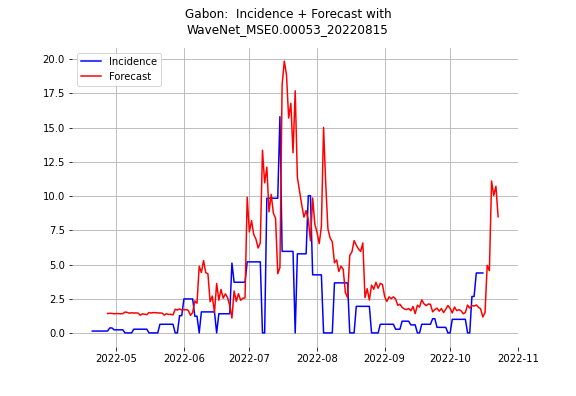 Gabon:  Incidence + Forecast with
WaveNet_MSE0.00053_20220815
Incidence
Forecast
20.0
17.5
15.0
12.5
10.0
7.5
5.0
2.5
0.0
2022-05 2022-06 2022-07 2022-08 2022-09 2022-10 2022-11